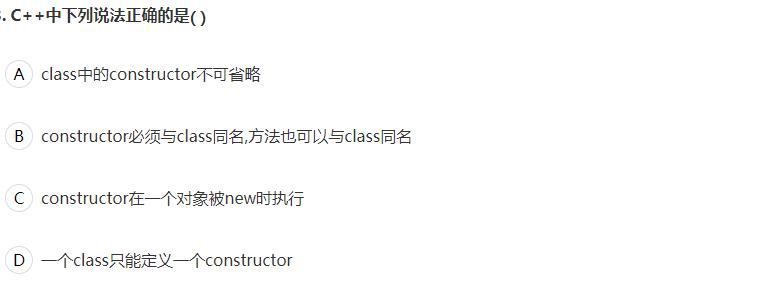 . C++中下列说法正确的是( )
A class中的constructor不可省略
B constructor必须与class同名,方法也可以与class同名
C constructor在一个对象被new时执行
D 一个class只能定义一个constructor